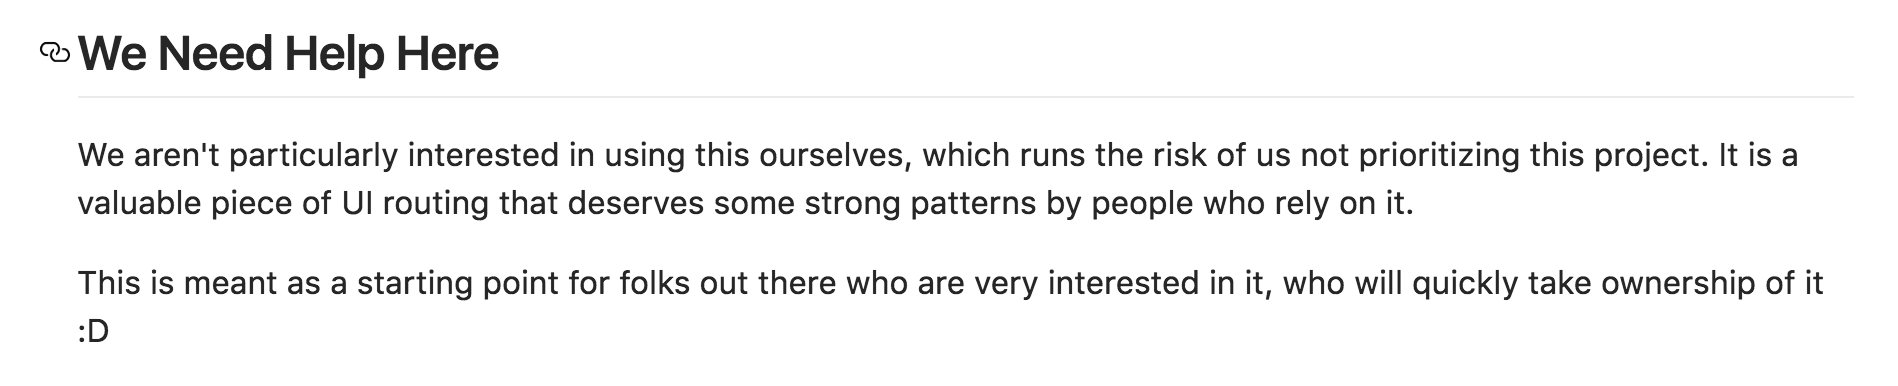 We Need Help Here
We aren't particularly interested in using this ourselves, which runs the risk of us not prioritizing this project. It is a
valuable piece of UI routing that deserves some strong patterns by people who rely on it.
This is meant as a starting point for folks out there who are very interested in it, who will quickly take ownership of it
:D